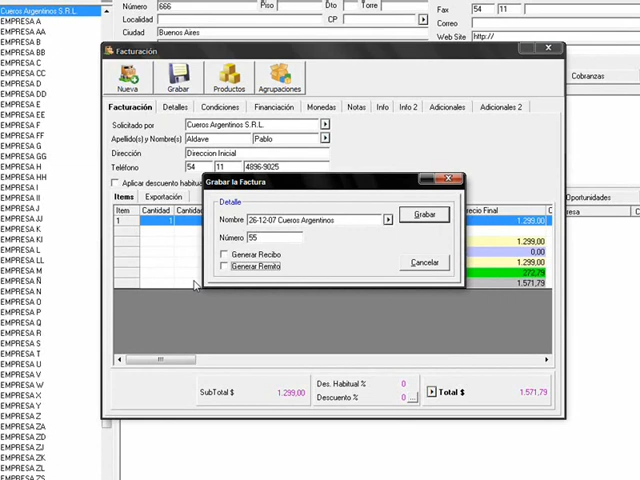 Cueros Argentinos S.R.L.
EMPRESA A
EMPRESA AA
EMPRESA B
EMPRESA BB
EMPRESA C
EMPRESA CC
EMPRESA D
EMPRESA DD
EMPRESA E
EMPRESA EE
EMPRESA F
EMPRESA FF
EMPRESA G
EMPRESA GG
EMPRESA H
EMPRESA HH
EMPRESA I
EMPRESA II
EMPRESA J
EMPRESA JJ
EMPRESA K
EMPRESA KI
EMPRESA L
EMPRESA LL
EMPRESA M
EMPRESA Ñ
EMPRESA N
EMPRESA O
EMPRESA P
EMPRESA Q
EMPRESA R
EMPRESA S
EMPRESA T
EMPRESA U
EMPRESA V
EMPRESA W
EMPRESA X
EMPRESA Y
EMPRESA Z
EMPRESA ZA
EMPRESA ZD
EMPRESA ZJ
EMPRESA ZK
EMPRESA ZL
EMPRESA ZS
Número 666 Piso Dto Torre
Localidad CP
Ciudad Buenos Aires
Fax 54 11
Correo
Web Site http://
Cobranzas
Oportunidades
Facturación
Nueva Grabar Productos Agrupaciones
Facturación Detalles Condiciones Financiación Monedas Notas Info Info 2 Adicionales Adicionales 2
Solicitado por Cueros Argentinos S.R.L.
Apellido(s) y Nombre(s) Aldave Pablo
Dirección Direccion Inicial
Teléfono 54 11 4896-9025
Aplicar descuento habitu
Items Exportación
Item Cantidad Cantidad
1 1
Precio Final
1.299,00
1.299,00
0,00
1.299,00
272,79
1.571,79
Grabar la Factura
Detalle
Nombre 26-12-07 Cueros Argentinos
Número 55
Generar Recibo
Generar Remito
Grabar
Cancelar
SubTotal $ 1.299,00
Des. Habitual % 0
Descuento % 0 ...
Total $ 1.571,79